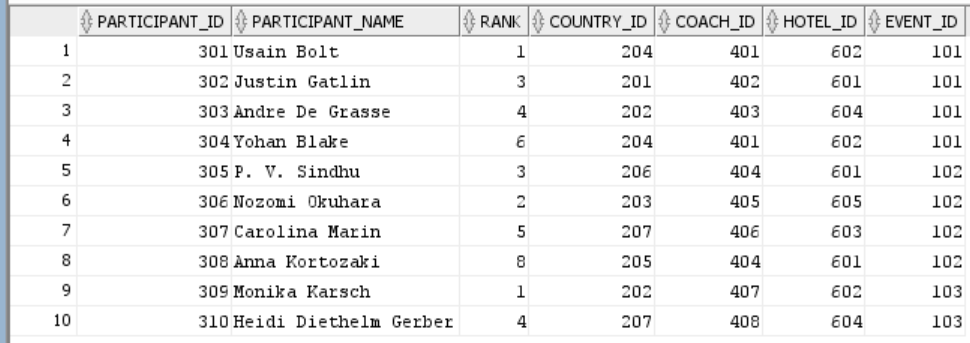 PARTICIPANT_ID PARTICIPANT_NAME RANK COUNTRY_ID COACH_ID HOTEL_ID EVENT_ID
1 301 Usain Bolt 1 204 401 602 101
2 302 Justin Gatlin 3 201 402 601 101
3 303 Andre De Grasse 4 202 403 604 101
4 304 Yohan Blake 6 204 401 602 101
5 305 P. V. Sindhu 3 206 404 601 102
6 306 Nozomi Okuhara 2 203 405 605 102
7 307 Carolina Marin 5 207 406 603 102
8 308 Anna Kortozaki 8 205 404 601 102
9 309 Monika Karsch 1 202 407 602 103
10 310 Heidi Diethelm Gerber 4 207 408 604 103